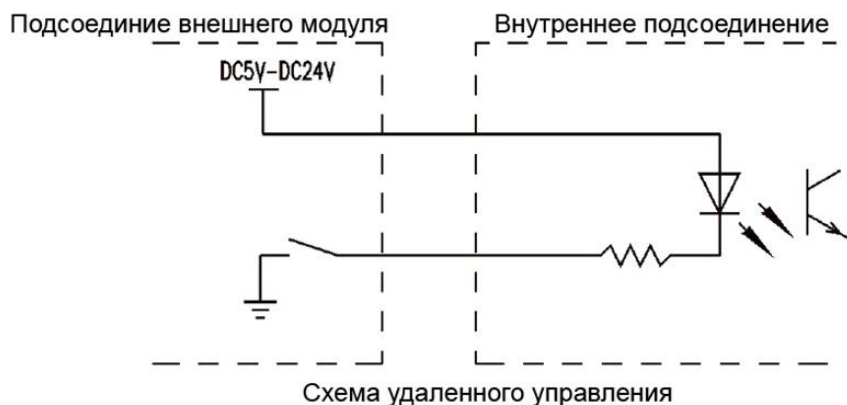 Подсоединие внешнего модуля
Внутреннее подсоединение
DC5V-DC24V
Схема удаленного управления